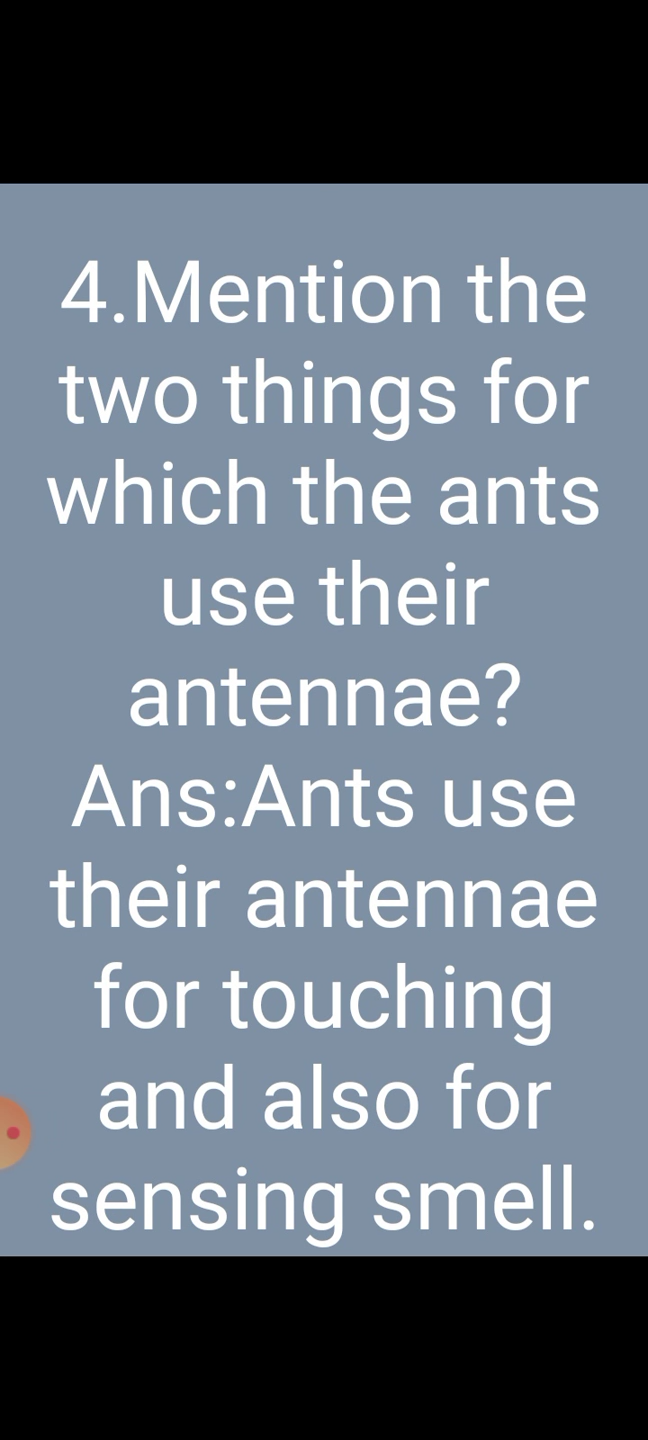 4.Mention the
two things for
which the ants
use their
antennae?
Ans:Ants use
their antennae
for touching
and also for
sensing smell.